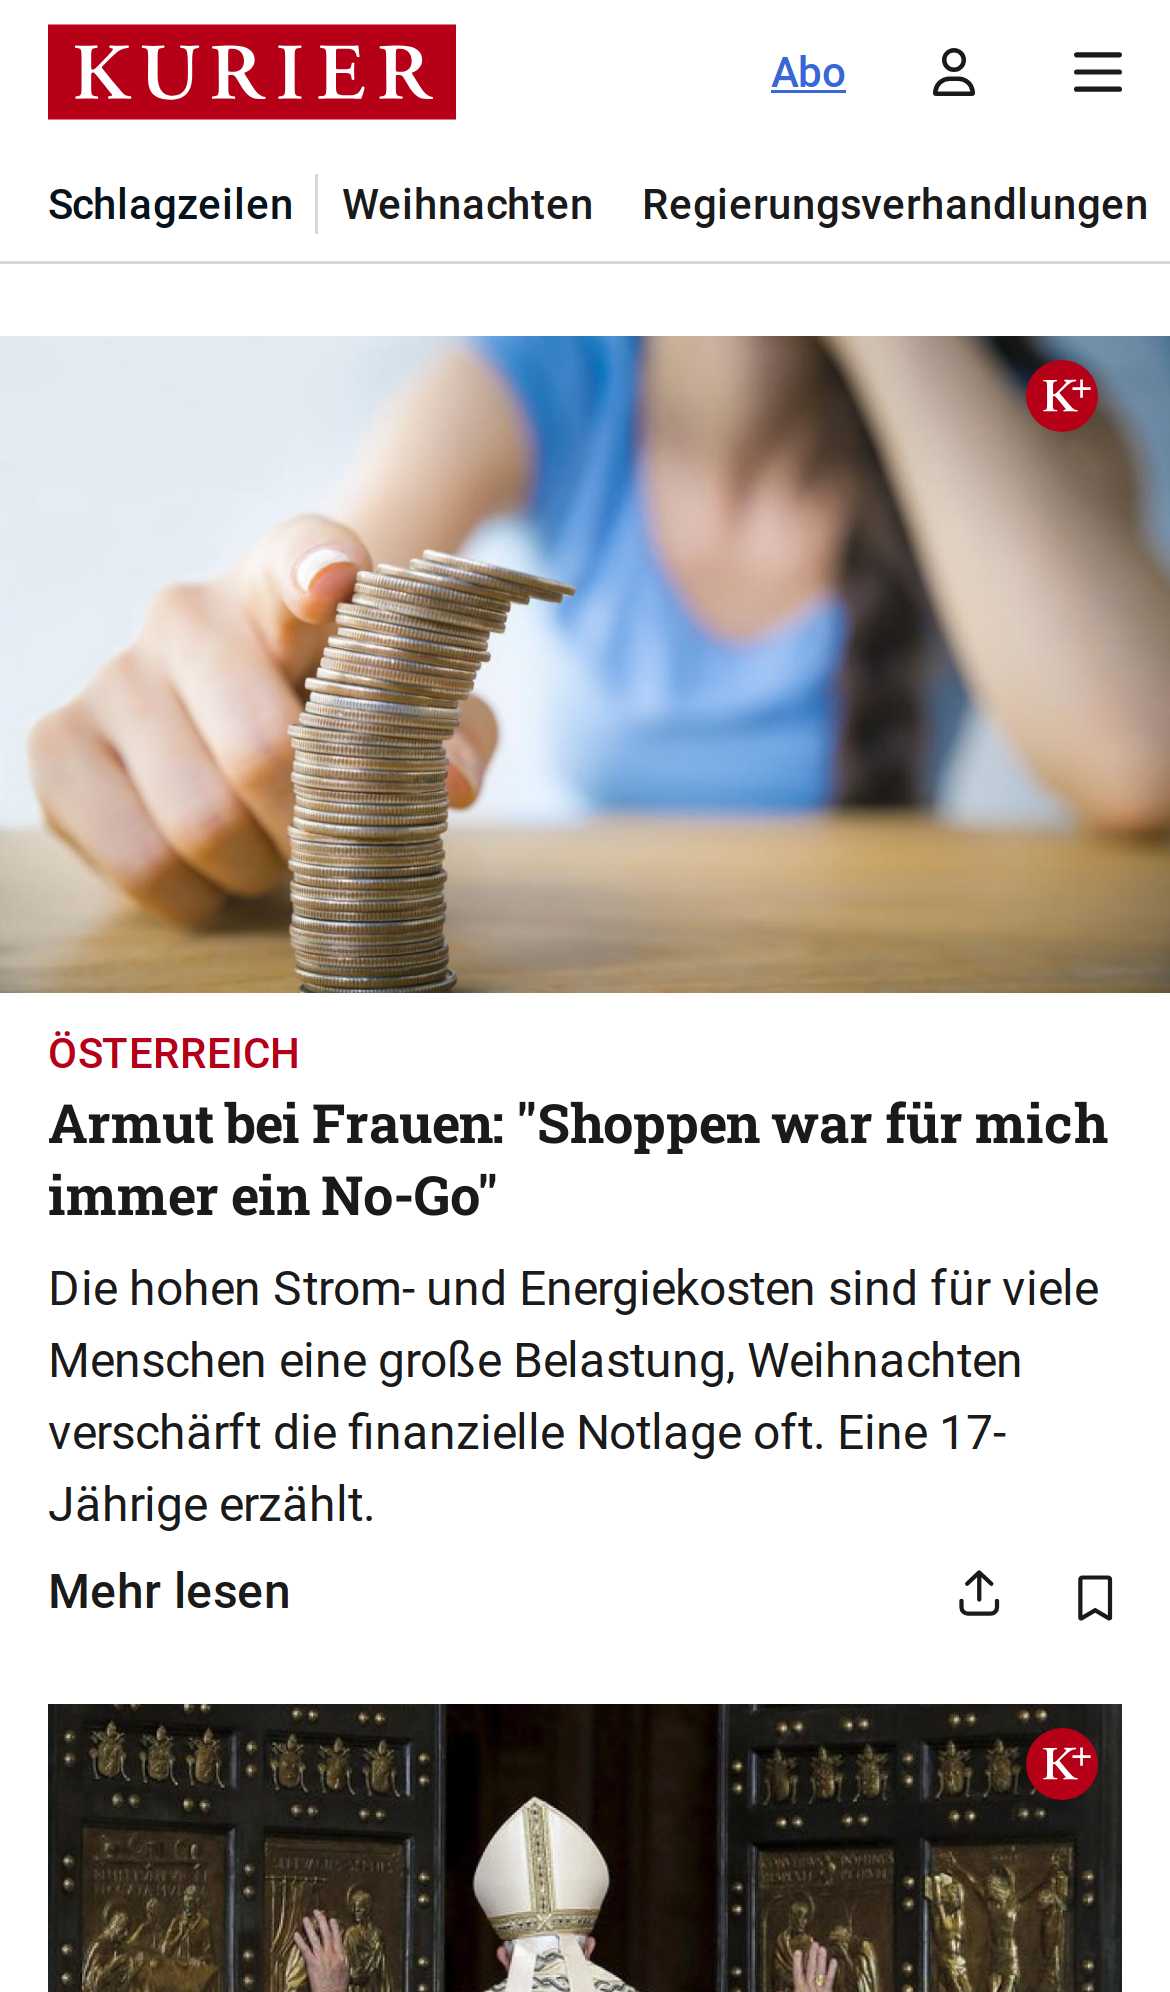 KURIER
Abo
Schlagzeilen
Weihnachten
Regierungsverhandlungen
K+
ÖSTERREICH
Armut bei Frauen: "Shoppen war für mich
immer ein No-Go"
Die hohen Strom- und Energiekosten sind für viele
Menschen eine große Belastung, Weihnachten
verschärft die finanzielle Notlage oft. Eine 17-
Jährige erzählt.
Mehr lesen
K+